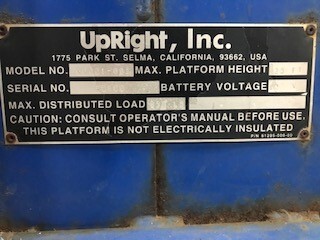 UpRight, Inc.
1775 PARK ST. SELMA, CALIFORNIA, 93662, USA
MODEL NO. MAX. PLATFORM HEIGHT
SERIAL NO. BATTERY VOLTAGE
MAX. DISTRIBUTED LOAD
CAUTION: CONSULT OPERATOR'S MANUAL BEFORE USE.
THIS PLATFORM IS NOT ELECTRICALLY INSULATED
P/N